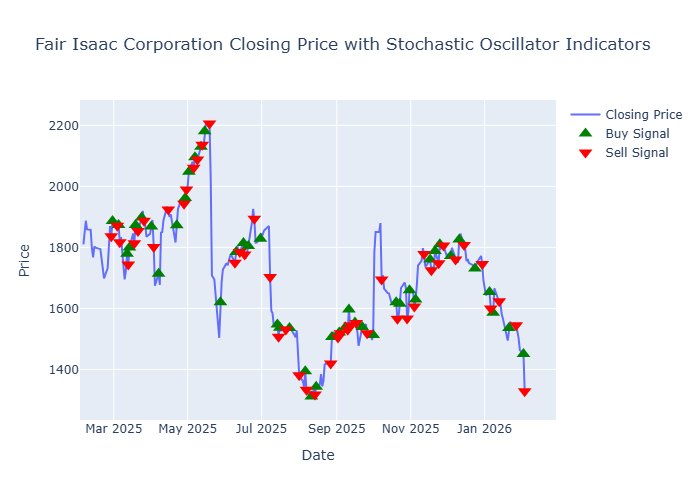 Fair Isaac Corporation Closing Price with Stochastic Oscillator Indicators
Closing Price
Buy Signal
Sell Signal
2200
2000
1800
1600
1400
Price
Mar 2025
May 2025
Jul 2025
Sep 2025
Nov 2025
Jan 2026
Date